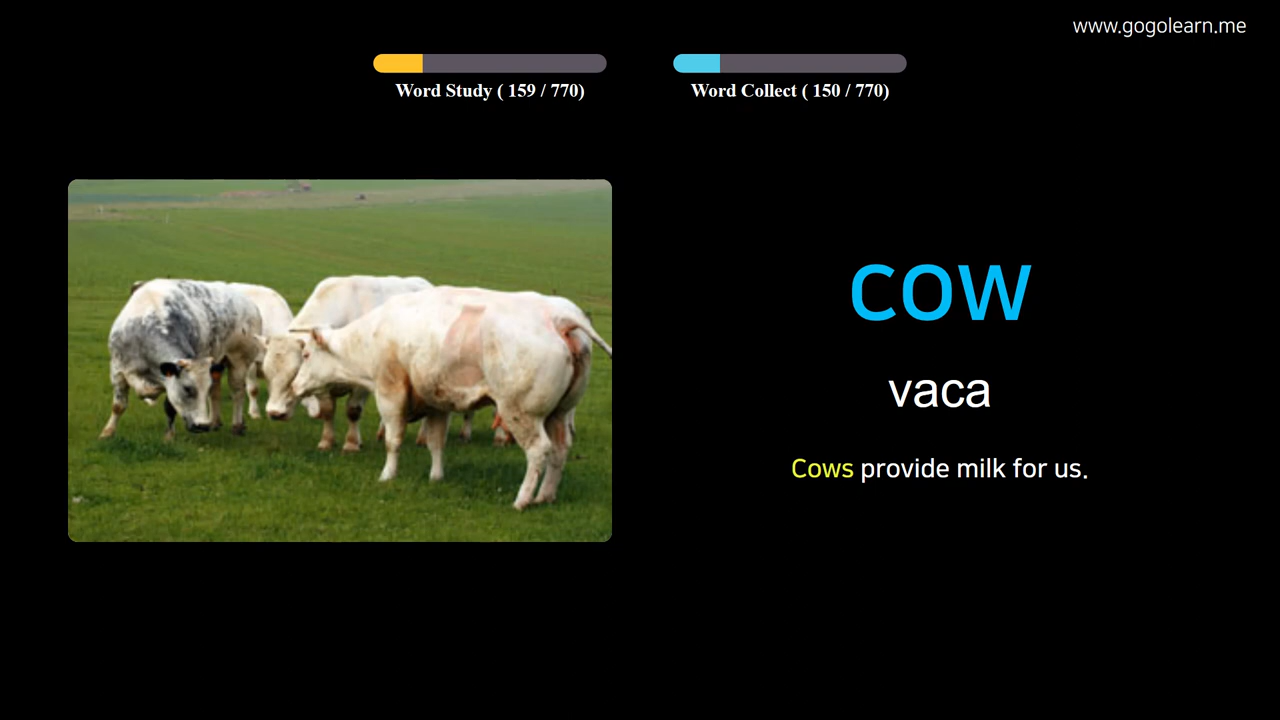 www.gogolearn.me
Word Study ( 159 / 770)
Word Collect ( 150 / 770)
cow
vaca
Cows provide milk for us.